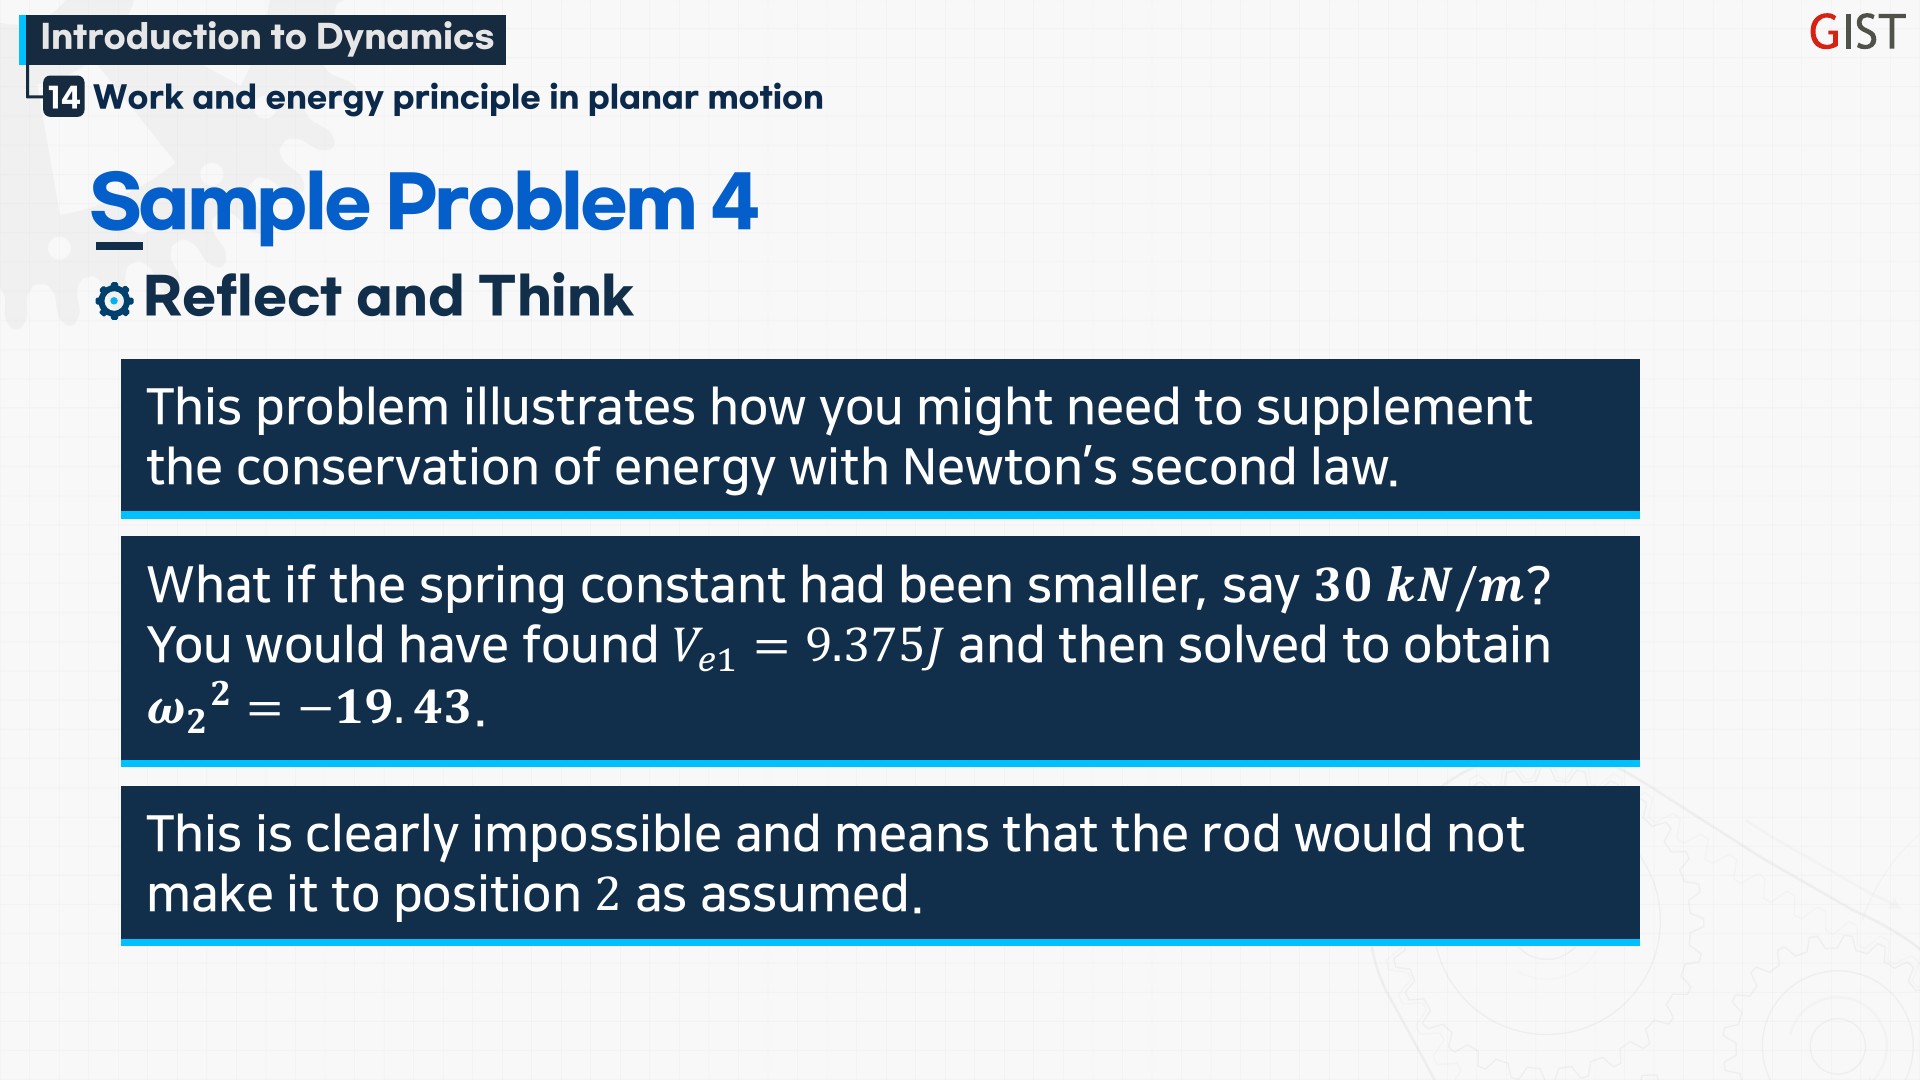 Introduction to Dynamics
GIST
14 Work and energy principle in planar motion
Sample Problem 4
Reflect and Think
This problem illustrates how you might need to supplement
the conservation of energy with Newton's second law.
What if the spring constant had been smaller, say 30 kN/m?
You would have found Vₑ₁ = 9.375J and then solved to obtain
ω₂² = −19.43.
This is clearly impossible and means that the rod would not
make it to position 2 as assumed.